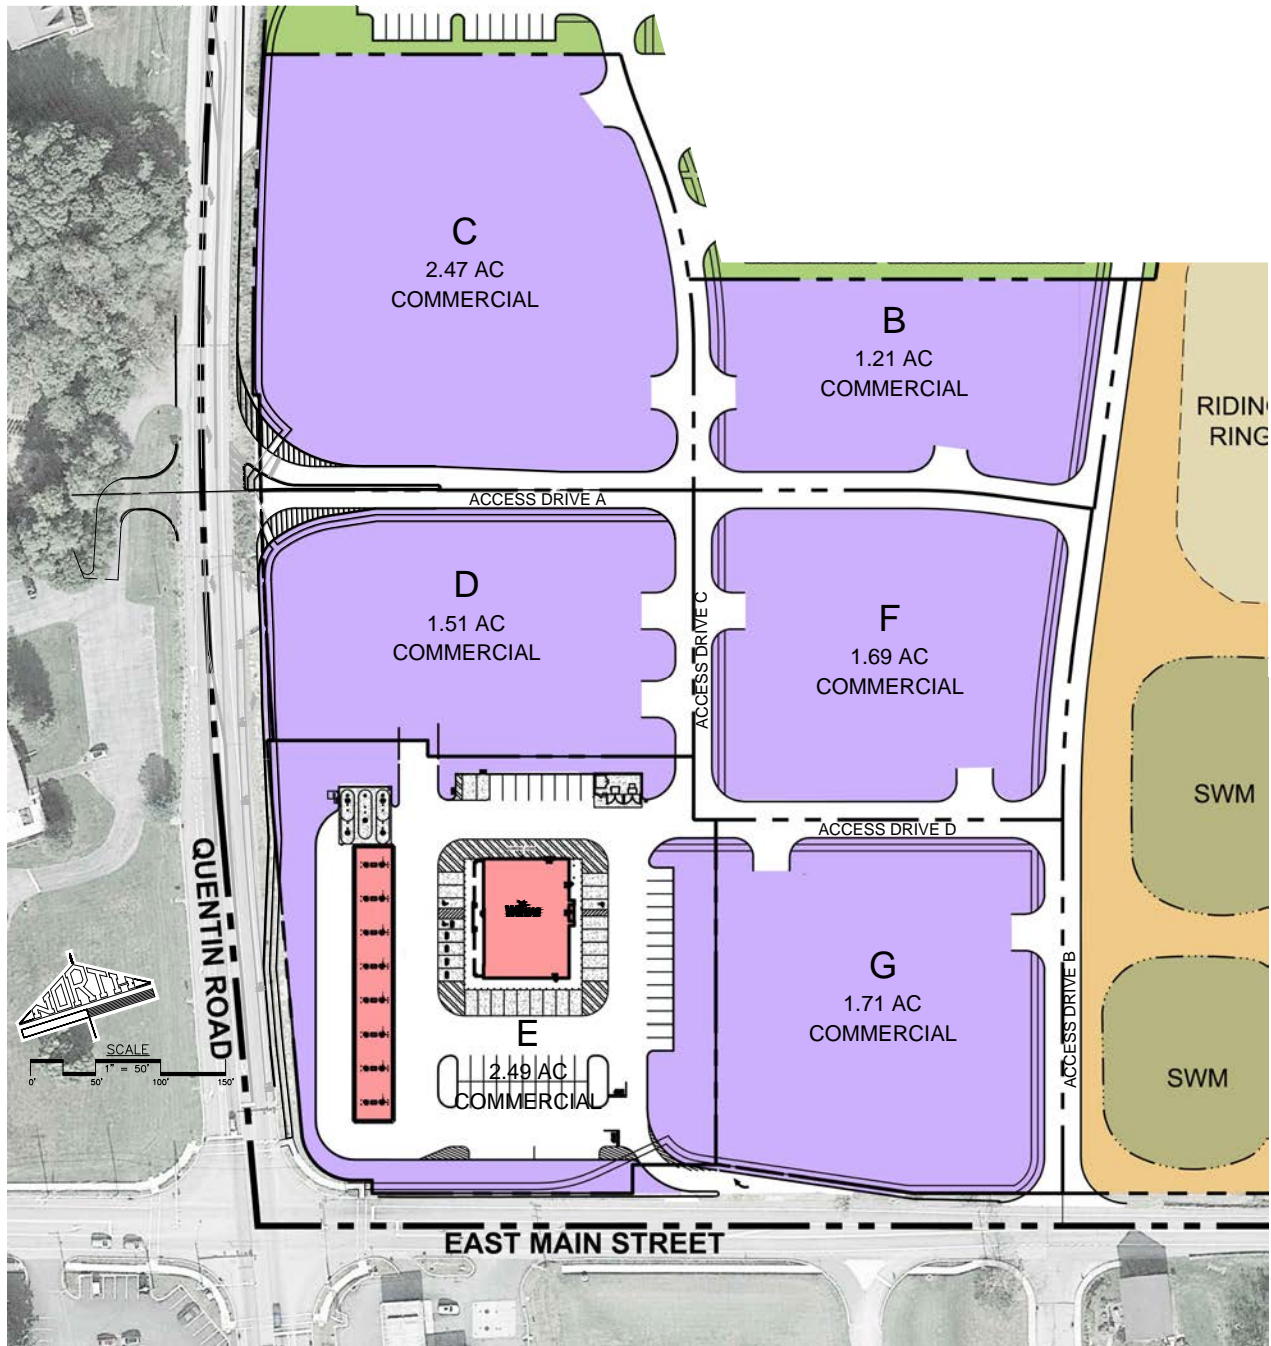 C
2.47 AC
COMMERCIAL
B
1.21 AC
COMMERCIAL
RIDING
RING
ACCESS DRIVE A
D
1.51 AC
COMMERCIAL
ACCESS DRIVE C
F
1.69 AC
COMMERCIAL
SWM
ACCESS DRIVE D
QUENTIN ROAD
G
1.71 AC
COMMERCIAL
ACCESS DRIVE B
NORTH
SCALE
1" = 50'
0' 50' 100' 150'
E
2.49 AC
COMMERCIAL
SWM
EAST MAIN STREET